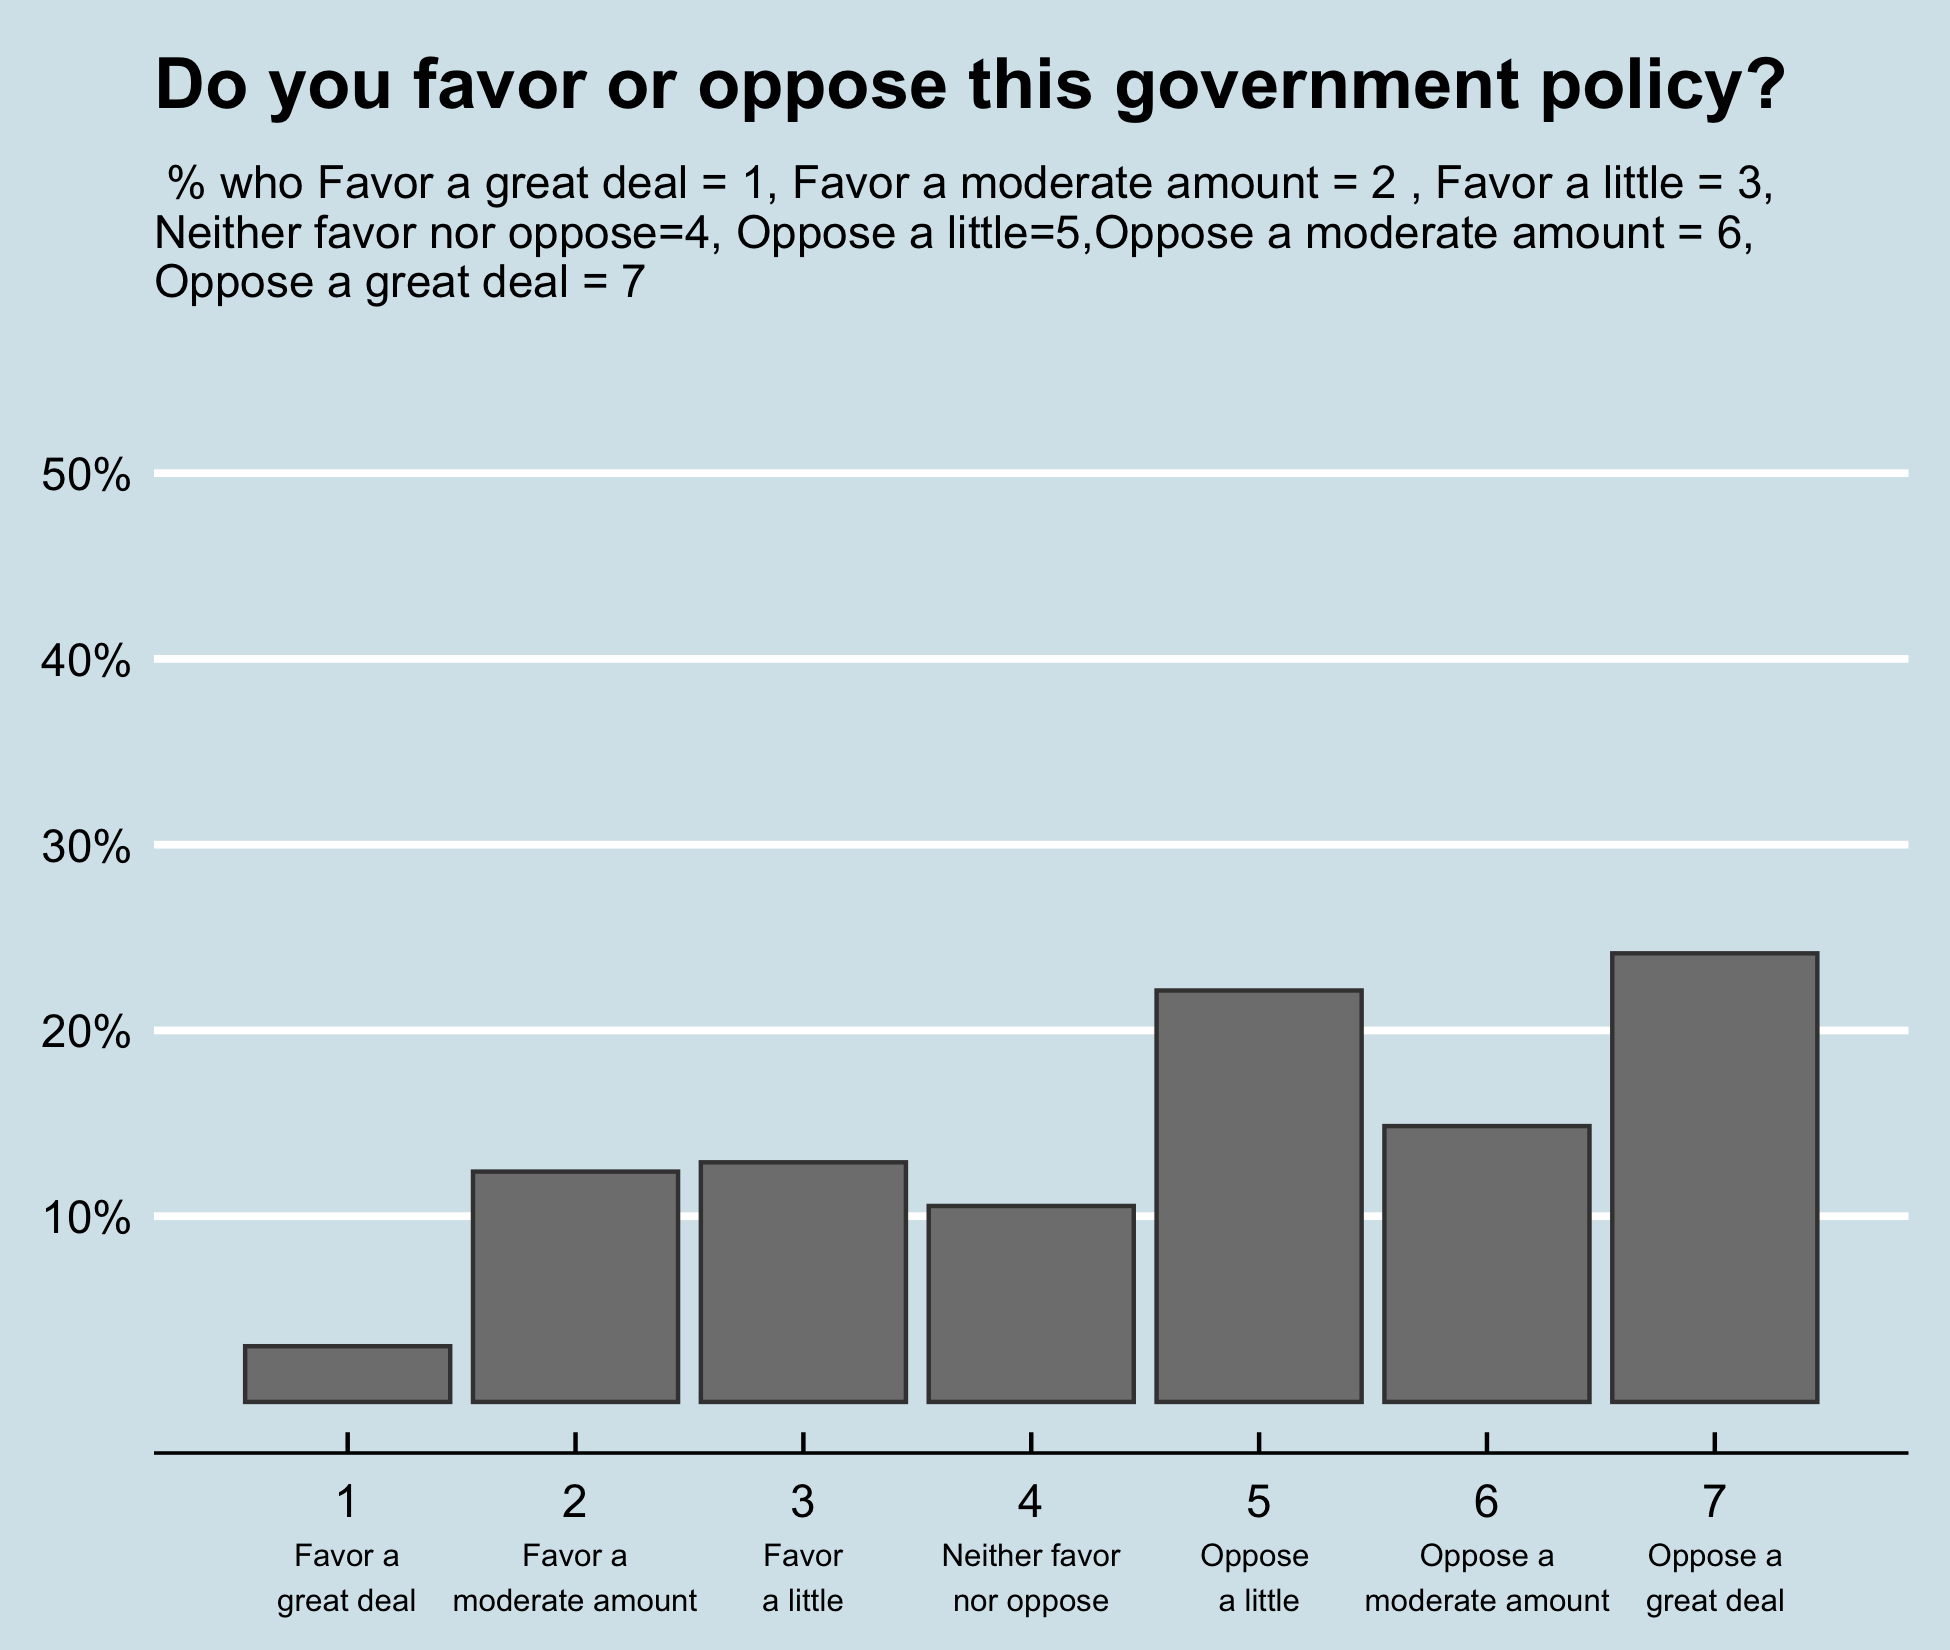 Do you favor or oppose this government policy?
% who Favor a great deal = 1, Favor a moderate amount = 2 , Favor a little = 3,
Neither favor nor oppose=4, Oppose a little=5,Oppose a moderate amount = 6,
Oppose a great deal = 7
50%
40%
30%
20%
10%
1 2 3 4 5 6 7
Favor a Favor a Favor Neither favor Oppose Oppose a Oppose a
great deal moderate amount a little nor oppose a little moderate amount great deal